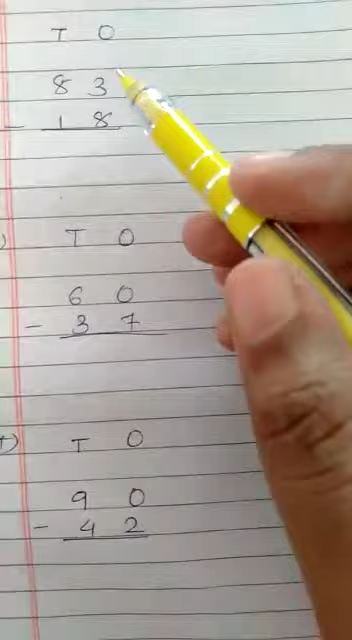 T O
8 3
- 1 8
) T O
6 0
- 3 7
) T O
9 0
- 4 2